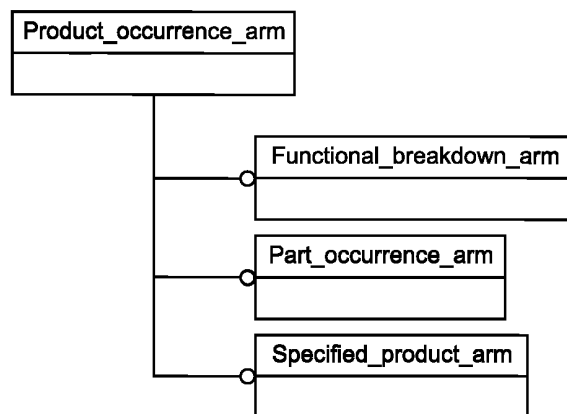 Product_occurrence_arm
Functional_breakdown_arm
Part_occurrence_arm
Specified_product_arm